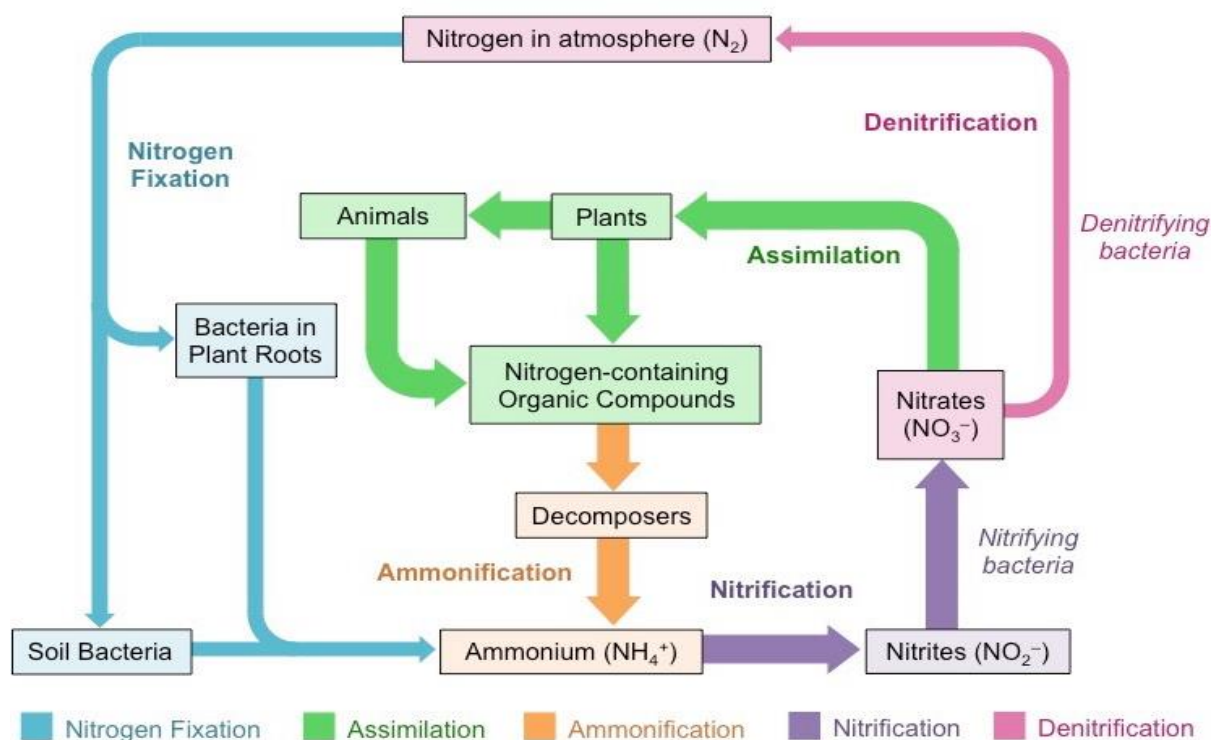 Nitrogen in atmosphere (N₂)
Denitrification
Nitrogen
Fixation
Animals
Plants
Denitrifying
bacteria
Assimilation
Bacteria in
Plant Roots
Nitrogen-containing
Organic Compounds
Nitrates
(NO₃⁻)
Decomposers
Nitrifying
bacteria
Ammonification
Nitrification
Soil Bacteria
Ammonium (NH₄⁺)
Nitrites (NO₂⁻)
Nitrogen Fixation
Assimilation
Ammonification
Nitrification
Denitrification